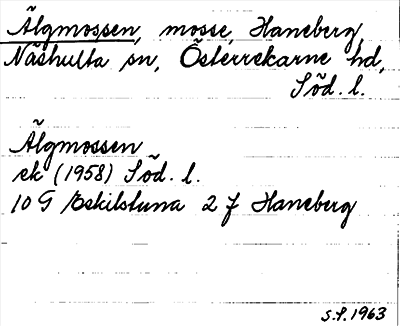 Älgmossen, mosse, Haneberg
Näshulta sn, Österrekarne hd,
Söd. l.
Älgmossen
ek (1958) Söd. l.
10 G Eskilstuna 2 f Haneberg
S.S. 1963